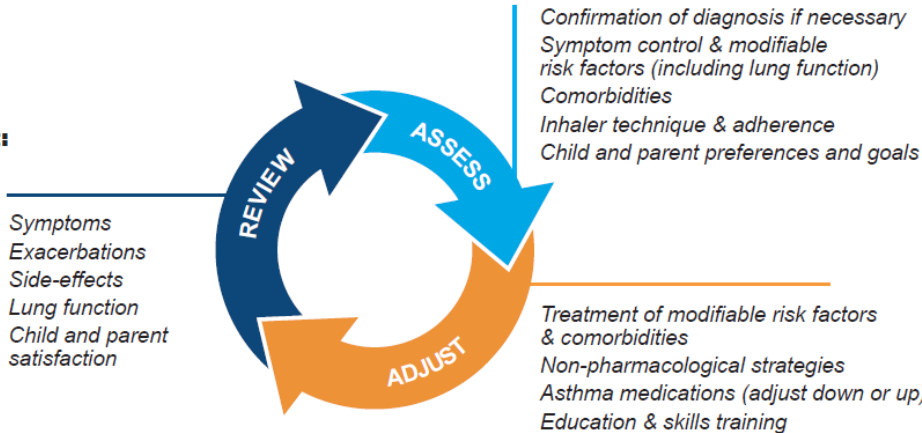 Confirmation of diagnosis if necessary
Symptom control & modifiable
risk factors (including lung function)
Comorbidities
Inhaler technique & adherence
Child and parent preferences and goals
REVIEW
ASSESS
ADJUST
Symptoms
Exacerbations
Side-effects
Lung function
Child and parent
satisfaction
Treatment of modifiable risk factors
& comorbidities
Non-pharmacological strategies
Asthma medications (adjust down or up)
Education & skills training